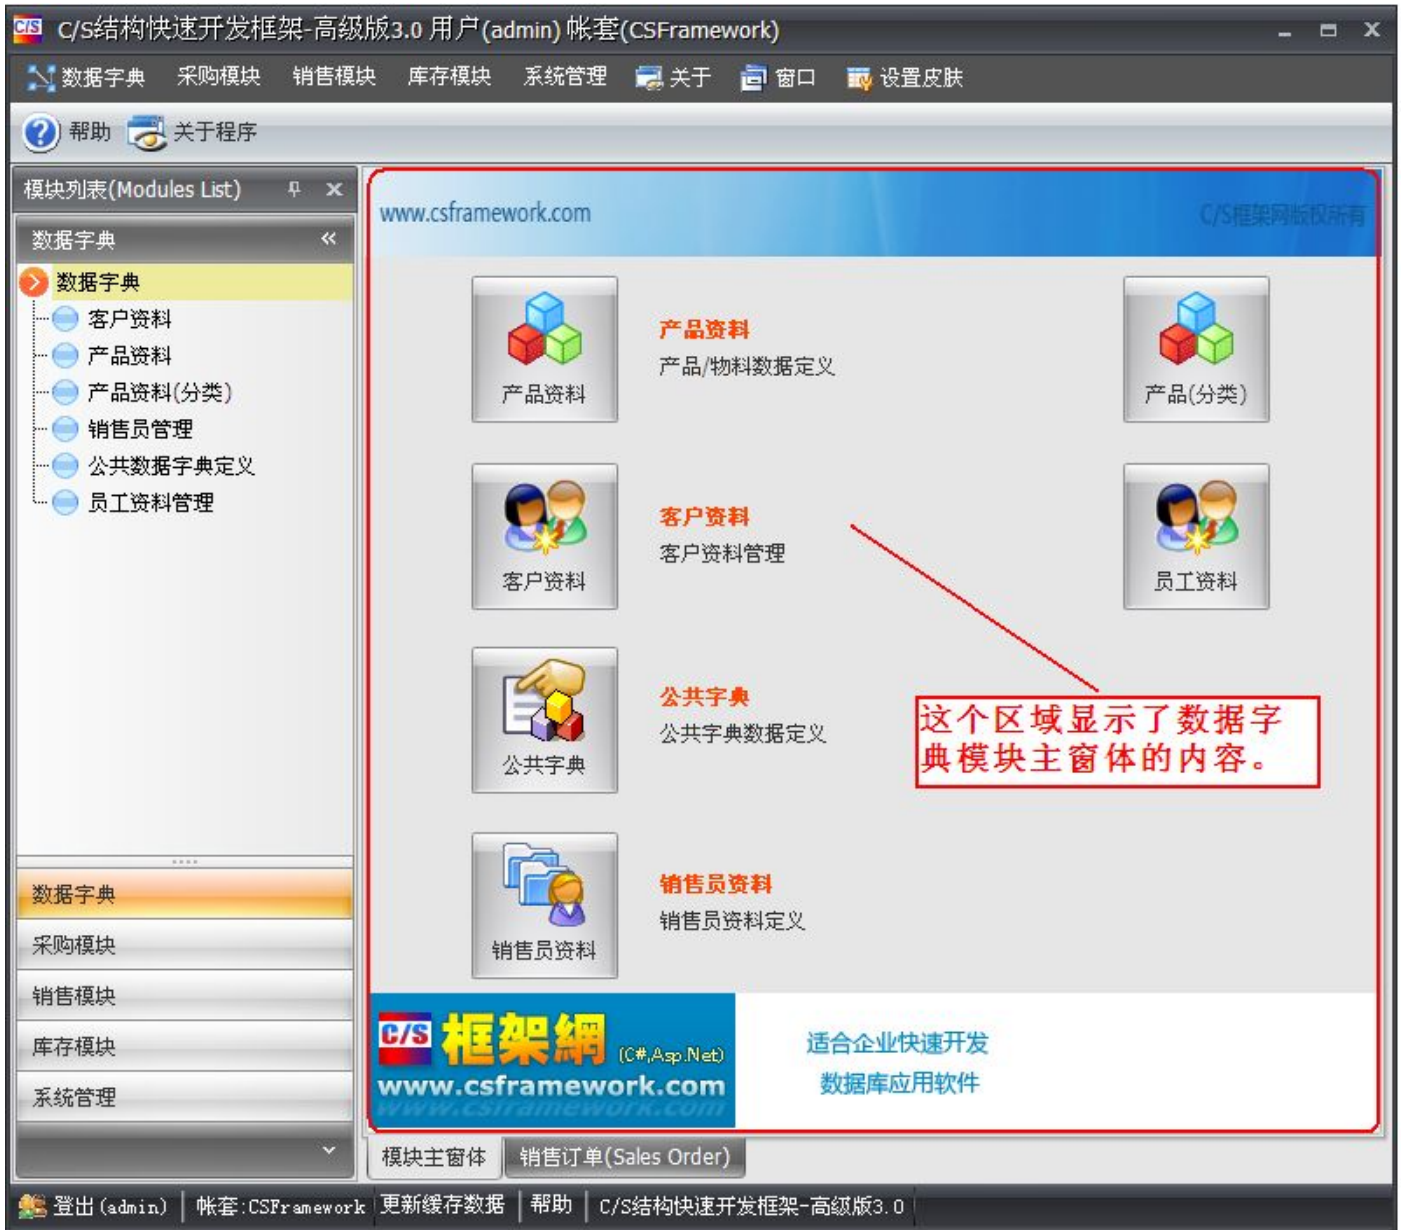 C/S C/S结构快速开发框架-高级版3.0 用户(admin) 帐套(CSFramework)
数据字典 采购模块 销售模块 库存模块 系统管理 关于 窗口 设置皮肤
帮助 关于程序
模块列表(Modules List)
数据字典
数据字典
客户资料
产品资料
产品资料(分类)
销售员管理
公共数据字典定义
员工资料管理
数据字典
采购模块
销售模块
库存模块
系统管理
www.csframework.com C/S框架网版权所有
产品资料
产品资料
产品/物料数据定义
产品(分类)
客户资料
客户资料
客户资料管理
员工资料
公共字典
公共字典
公共字典数据定义
这个区域显示了数据字
典模块主窗体的内容。
销售员资料
销售员资料
销售员资料定义
C/S 框架網 (C#,Asp.Net)
www.csframework.com
适合企业快速开发
数据库应用软件
模块主窗体 销售订单(Sales Order)
登出(admin) 帐套:CSFramework 更新缓存数据 帮助 C/S结构快速开发框架-高级版3.0